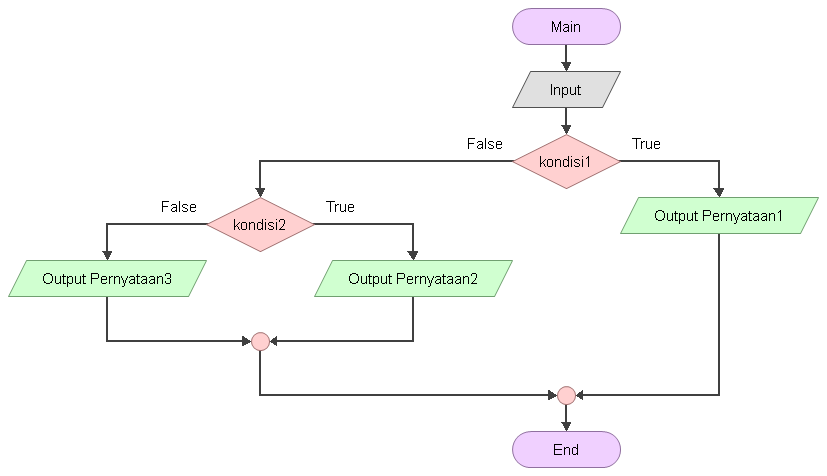 Main
Input
False
kondisi1
True
False
kondisi2
True
Output Pernyataan1
Output Pernyataan3
Output Pernyataan2
End